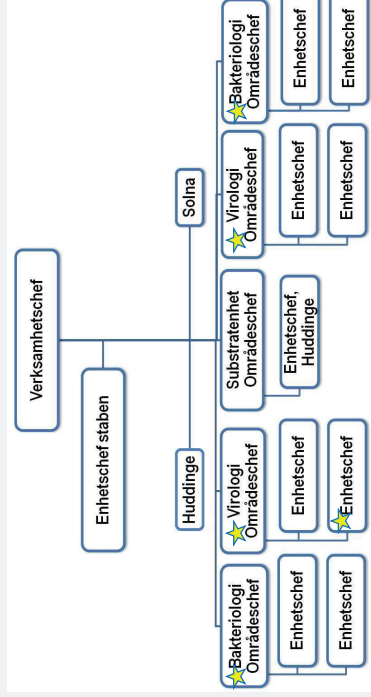 Verksamhetschef
Enhetschef staben
Huddinge
Solna
Bakteriologi
Områdeschef
Enhetschef
Enhetschef
Virologi
Områdeschef
Enhetschef
Enhetschef
Substratenhet
Områdeschef
Enhetschef,
Huddinge
Virologi
Områdeschef
Enhetschef
Enhetschef
Bakteriologi
Områdeschef
Enhetschef
Enhetschef